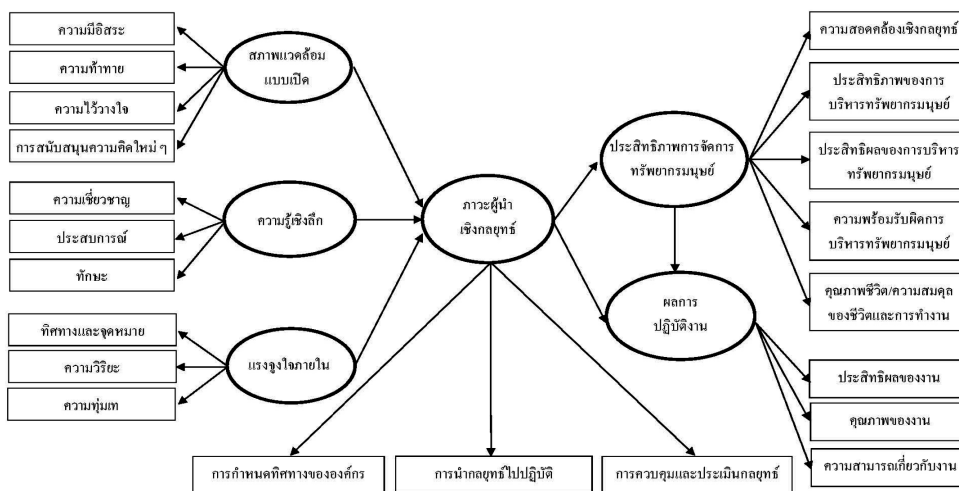 ความมีอิสระ
ความท้าทาย
ความไว้วางใจ
การสนับสนุนความคิดใหม่ ๆ
สภาพแวดล้อม
แบบเปิด
ความเชี่ยวชาญ
ประสบการณ์
ทักษะ
ความรู้เชิงลึก
ทิศทางและจุดหมาย
ความวิริยะ
ความทุ่มเท
แรงจูงใจภายใน
ภาวะผู้นำ
เชิงกลยุทธ์
การกำหนดทิศทางขององค์กร
การนำกลยุทธ์ไปปฏิบัติ
การควบคุมและประเมินกลยุทธ์
ประสิทธิภาพการจัดการ
ทรัพยากรมนุษย์
ผลการ
ปฏิบัติงาน
ความสอดคล้องเชิงกลยุทธ์
ประสิทธิภาพของการ
บริหารทรัพยากรมนุษย์
ประสิทธิผลของการบริหาร
ทรัพยากรมนุษย์
ความพร้อมรับผิดการ
บริหารทรัพยากรมนุษย์
คุณภาพชีวิต/ความสมดุล
ของชีวิตและการทำงาน
ประสิทธิผลของงาน
คุณภาพของงาน
ความสามารถเกี่ยวกับงาน